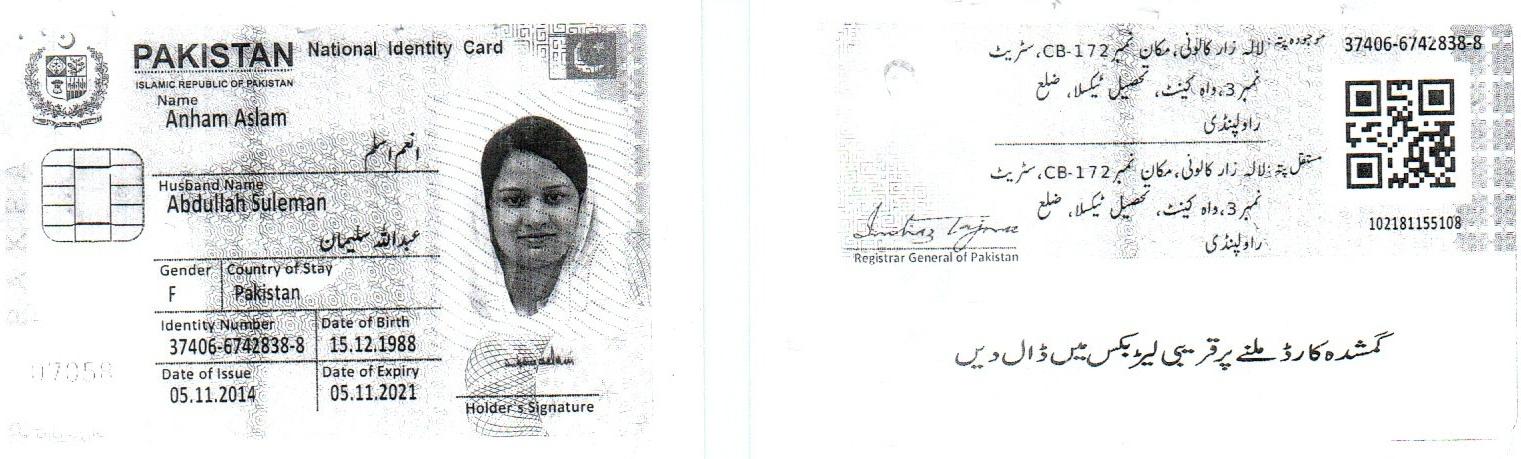 PAKISTAN National Identity Card
ISLAMIC REPUBLIC OF PAKISTAN
Name
Anham Aslam
انعم اسلم
Husband Name
Abdullah Suleman
عبداللہ سلیمان
Gender Country of Stay
F Pakistan
Identity Number Date of Birth
37406-6742838-8 15.12.1988
Date of Issue Date of Expiry
05.11.2014 05.11.2021
Holder's Signature
37406-6742838-8
موجودہ پتہ: لالہ زار کالونی، مکان نمبر CB-172، سٹریٹ
نمبر 3، واہ کینٹ، تحصیل ٹیکسلا، ضلع
راولپنڈی
مستقل پتہ: لالہ زار کالونی، مکان نمبر CB-172، سٹریٹ
نمبر 3، واہ کینٹ، تحصیل ٹیکسلا، ضلع
راولپنڈی
102181155108
Registrar General of Pakistan
گمشدہ کارڈ ملنے پر قریبی لیٹر بکس میں ڈال دیں